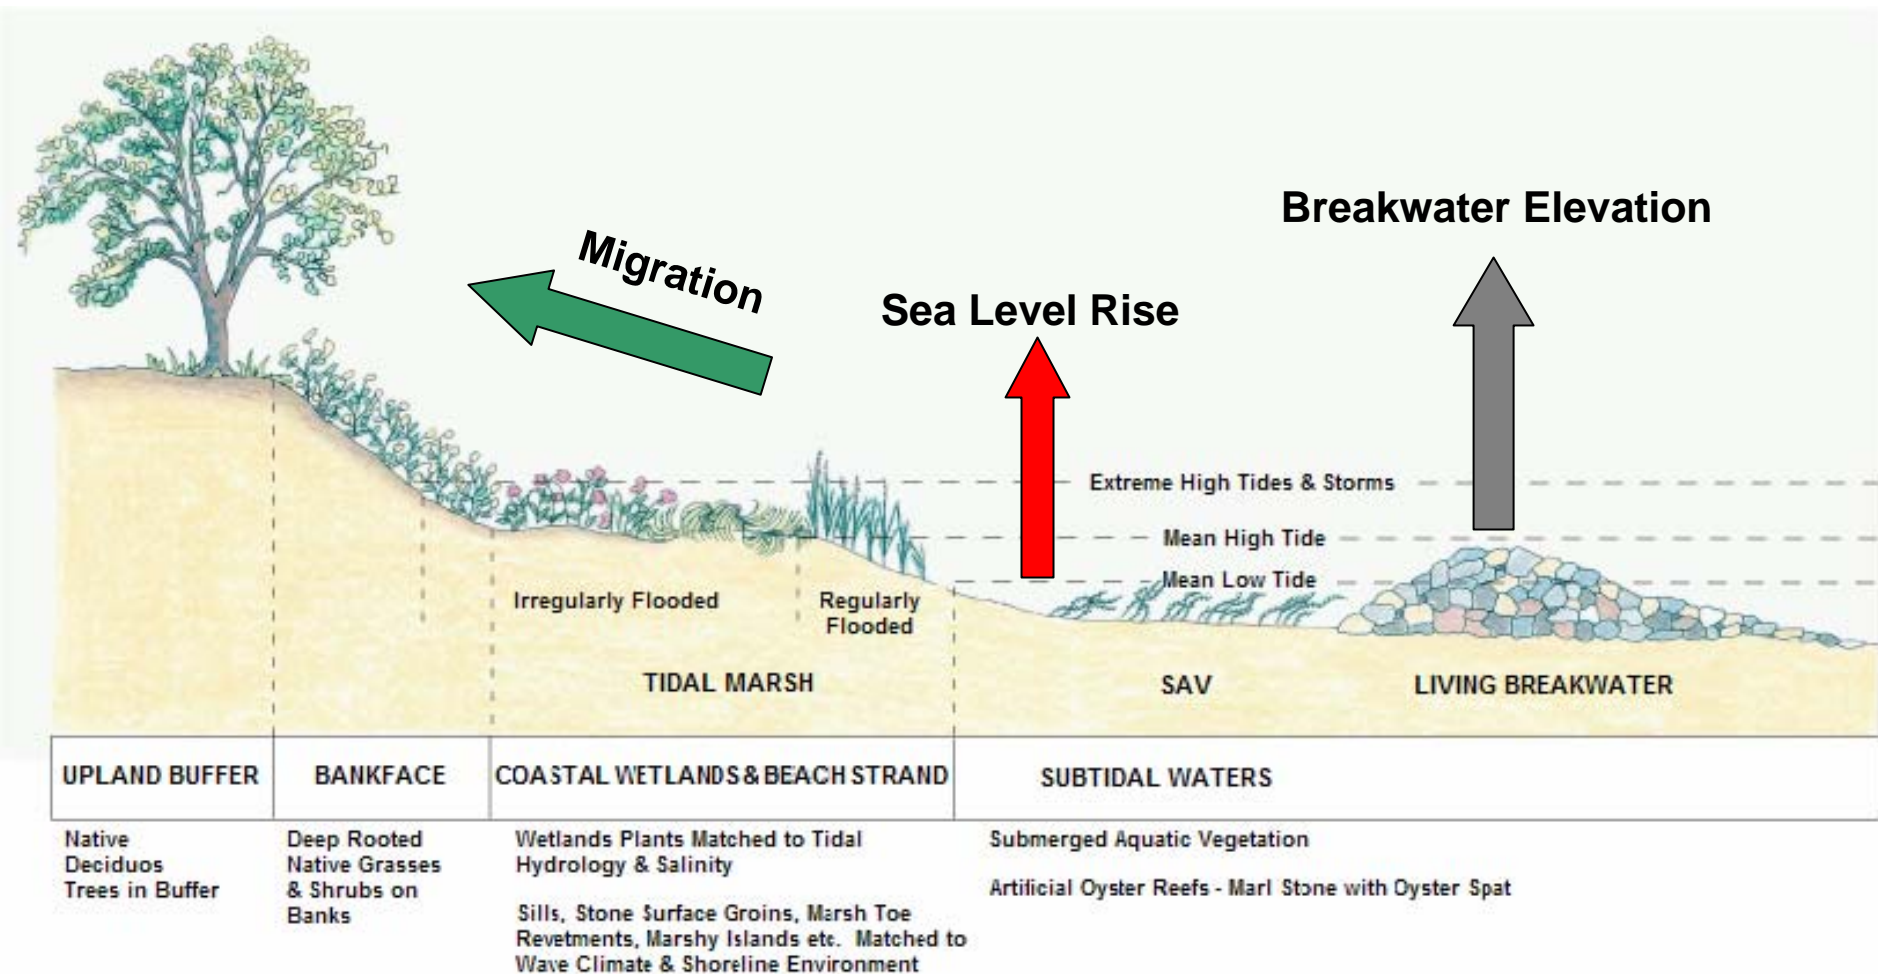 Breakwater Elevation
Migration
Sea Level Rise
Extreme High Tides & Storms
Mean High Tide
Mean Low Tide
Irregularly Flooded
Regularly
Flooded
TIDAL MARSH
SAV
LIVING BREAKWATER
UPLAND BUFFER
BANKFACE
COASTAL WETLANDS & BEACH STRAND
SUBTIDAL WATERS
Native
Deciduos
Trees in Buffer
Deep Rooted
Native Grasses
& Shrubs on
Banks
Wetlands Plants Matched to Tidal
Hydrology & Salinity
Sills, Stone Surface Groins, Marsh Toe
Revetments, Marshy Islands etc. Matched to
Wave Climate & Shoreline Environment
Submerged Aquatic Vegetation
Artificial Oyster Reefs - Marl Stone with Oyster Spat